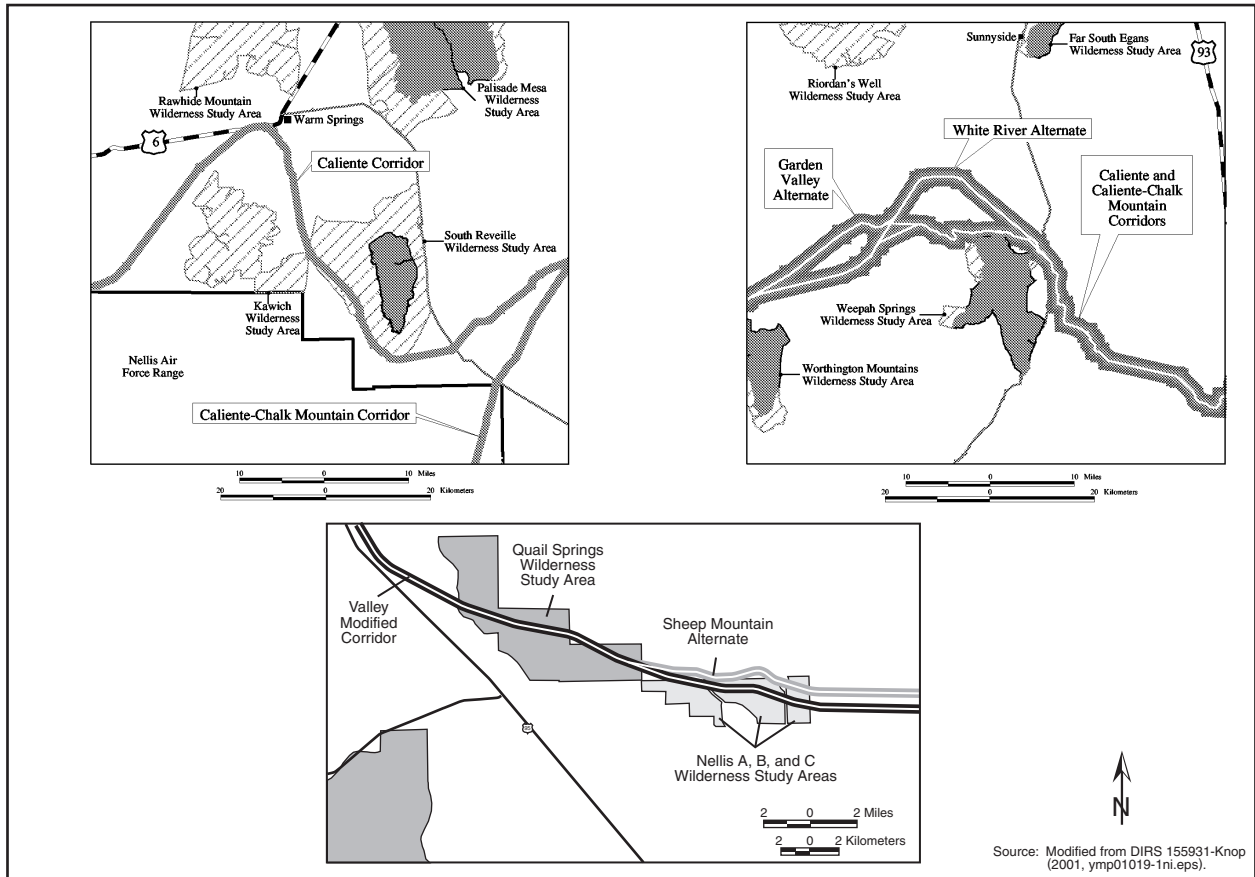 Rawhide Mountain
Wilderness Study Area
Palisade Mesa
Wilderness
Study Area
Warm Springs
6
Caliente Corridor
South Reveille
Wilderness Study Area
Kawich
Wilderness
Study Area
Nellis Air
Force Range
Caliente-Chalk Mountain Corridor
10 0 10 Miles
20 0 20 Kilometers
Sunnyside
Far South Egans
Wilderness Study Area
93
Riordan's Well
Wilderness Study Area
White River Alternate
Garden
Valley
Alternate
Caliente and
Caliente-Chalk
Mountain
Corridors
Weepah Springs
Wilderness Study Area
Worthington Mountains
Wilderness Study Area
10 0 10 Miles
20 0 20 Kilometers
Quail Springs
Wilderness
Study Area
Valley
Modified
Corridor
Sheep Mountain
Alternate
95
Nellis A, B, and C
Wilderness Study Areas
2 0 2 Miles
2 0 2 Kilometers
N
Source: Modified from DIRS 155931-Knop
(2001, ymp01019-1ni.eps).